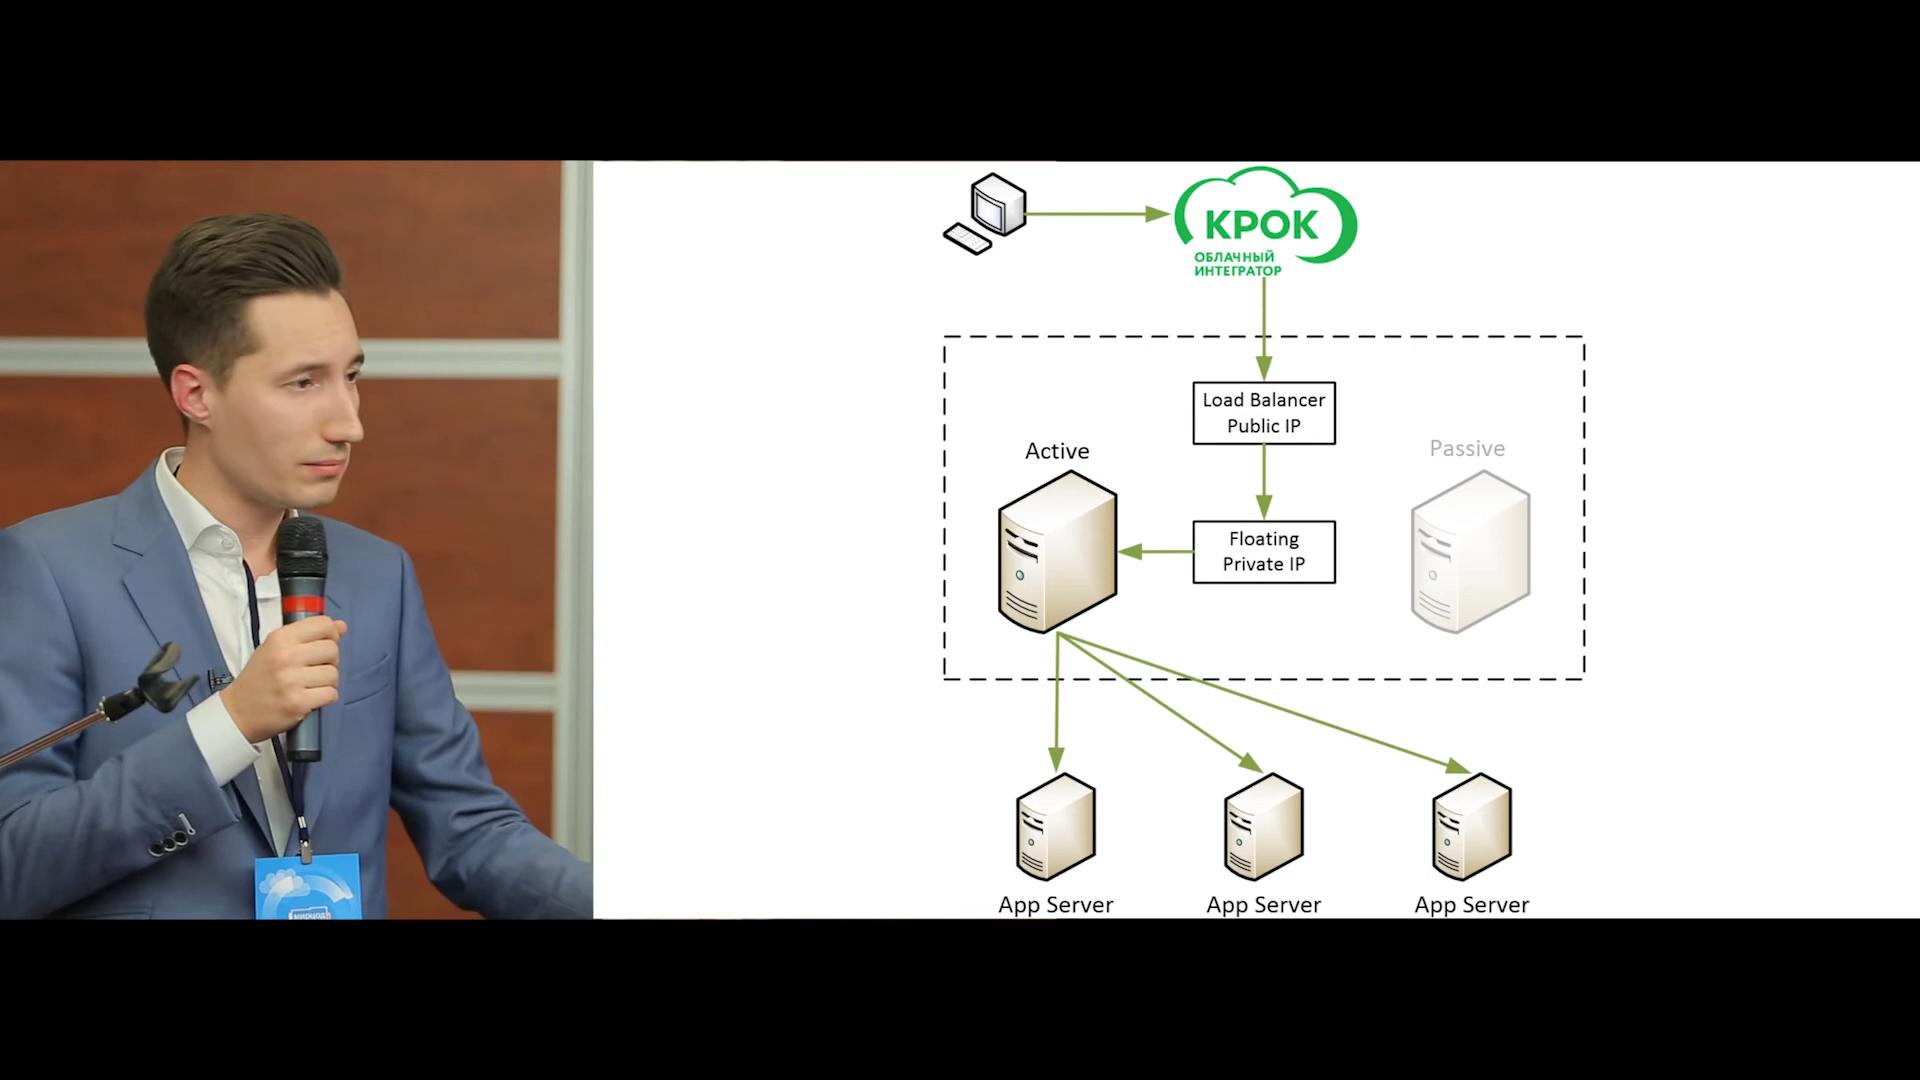 КРОК
ОБЛАЧНЫЙ
ИНТЕГРАТОР
Load Balancer
Public IP
Active
Passive
Floating
Private IP
App Server
App Server
App Server